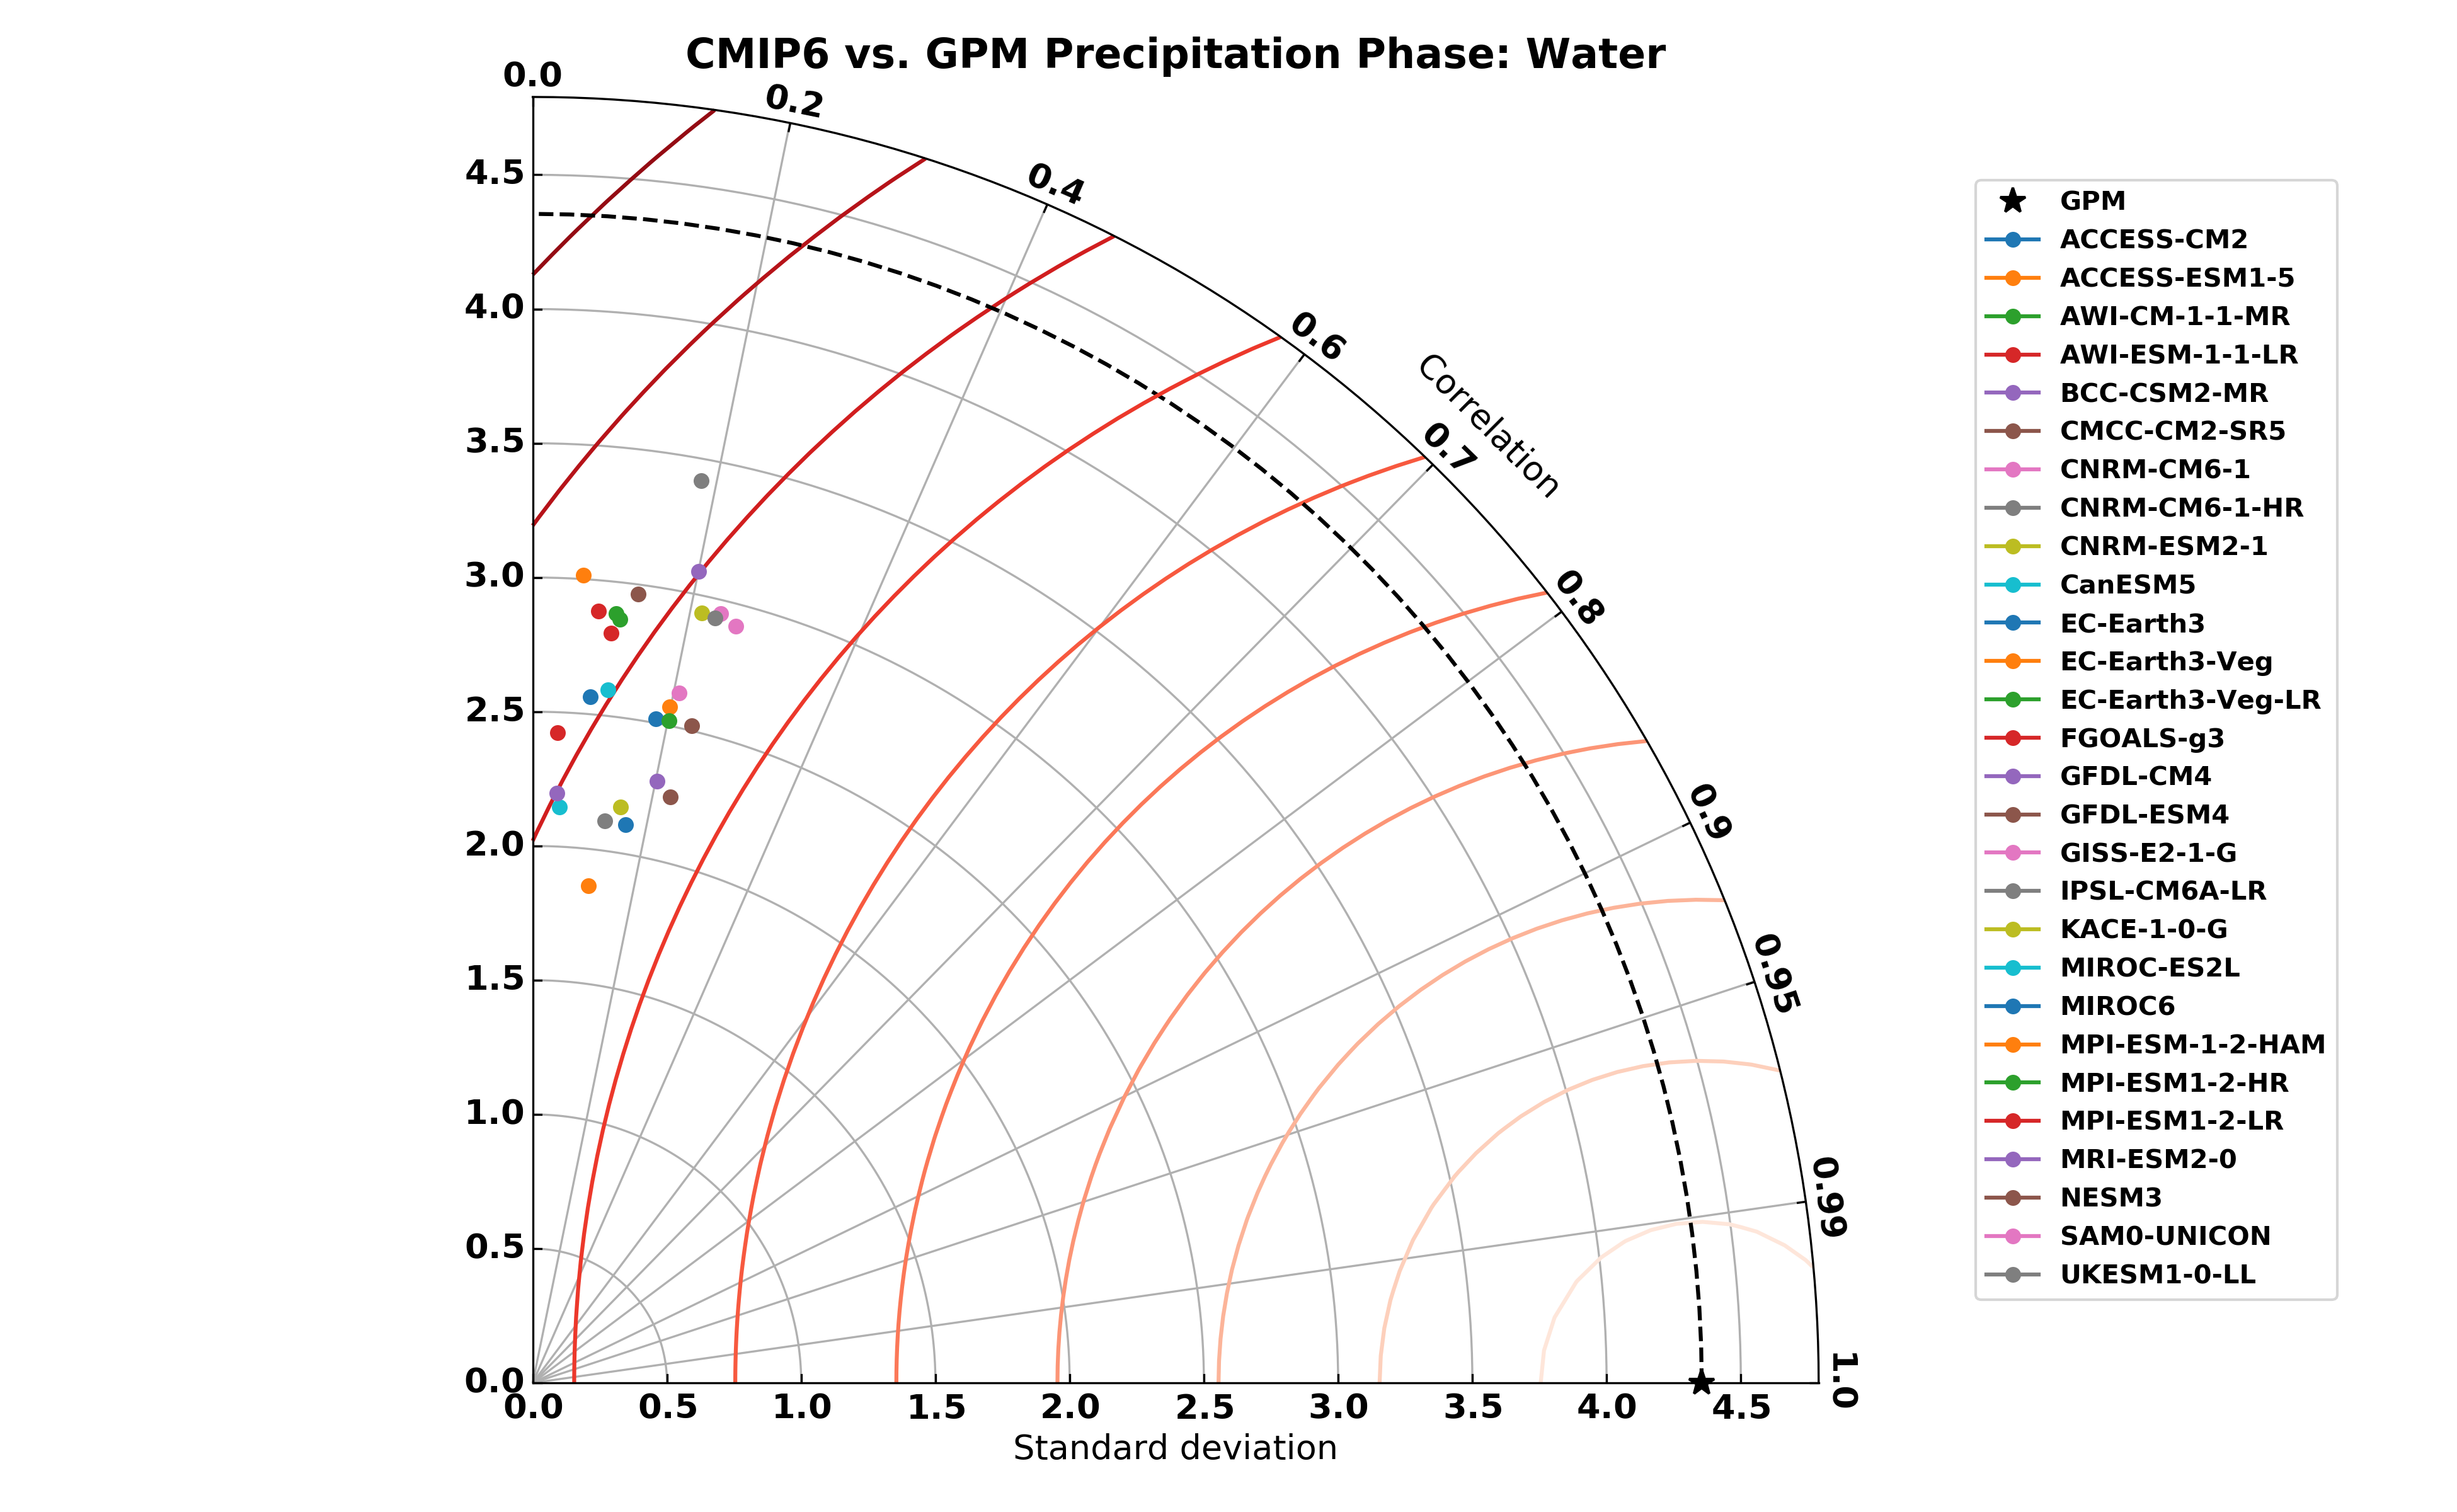 CMIP6 vs. GPM Precipitation Phase: Water
0.0
0.2
0.4
0.6
0.7
0.8
0.9
0.95
0.99
1.0
Correlation
4.5
4.0
3.5
3.0
2.5
2.0
1.5
1.0
0.5
0.0
0.0 0.5 1.0 1.5 2.0 2.5 3.0 3.5 4.0 4.5
Standard deviation
GPM
ACCESS-CM2
ACCESS-ESM1-5
AWI-CM-1-1-MR
AWI-ESM-1-1-LR
BCC-CSM2-MR
CMCC-CM2-SR5
CNRM-CM6-1
CNRM-CM6-1-HR
CNRM-ESM2-1
CanESM5
EC-Earth3
EC-Earth3-Veg
EC-Earth3-Veg-LR
FGOALS-g3
GFDL-CM4
GFDL-ESM4
GISS-E2-1-G
IPSL-CM6A-LR
KACE-1-0-G
MIROC-ES2L
MIROC6
MPI-ESM-1-2-HAM
MPI-ESM1-2-HR
MPI-ESM1-2-LR
MRI-ESM2-0
NESM3
SAM0-UNICON
UKESM1-0-LL